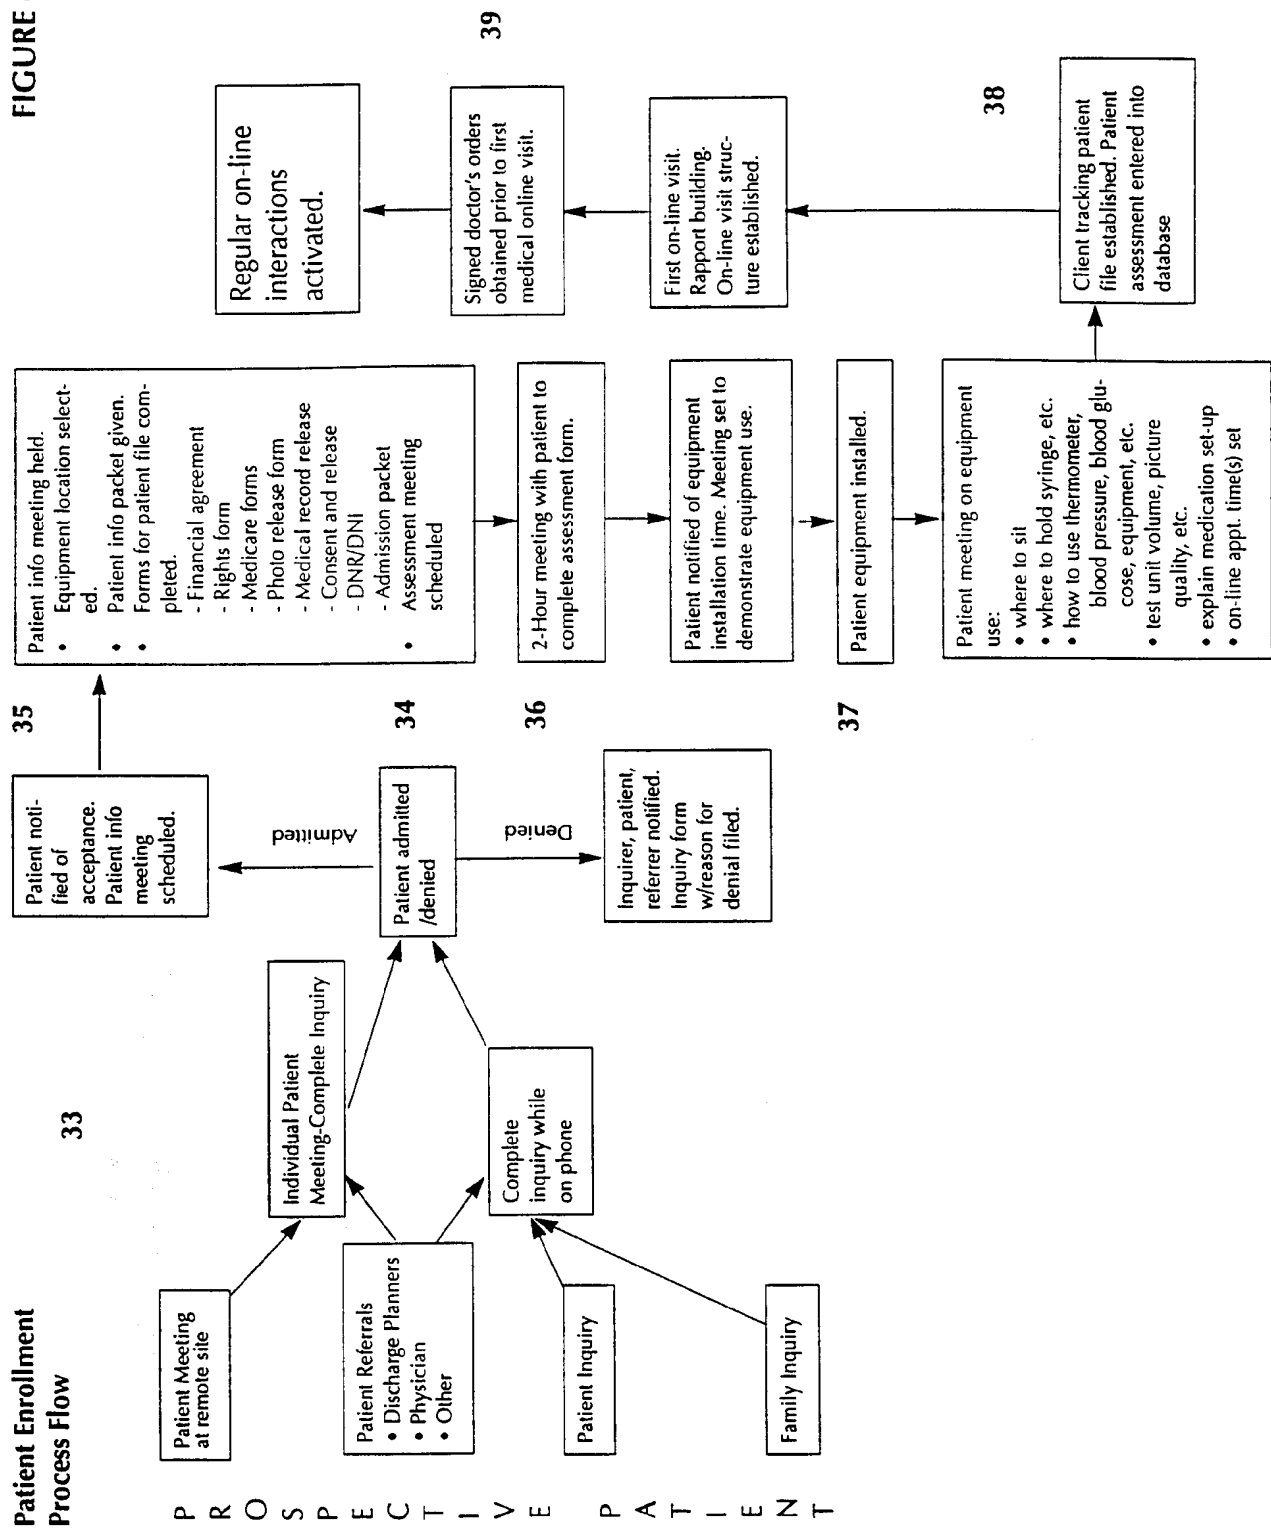 FIGURE
Patient Enrollment
Process Flow
33
35
34
36
37
38
39
P
R
O
S
P
E
C
T
I
V
E
P
A
T
I
E
N
T
Patient Meeting
at remote site
Patient Referrals
• Discharge Planners
• Physician
• Other
Patient Inquiry
Family Inquiry
Individual Patient
Meeting-Complete Inquiry
Complete
inquiry while
on phone
Patient admitted
/denied
Admitted
Denied
Patient noti-
fied of
acceptance.
Patient info
meeting
scheduled.
Inquirer, patient,
referrer notified.
Inquiry form
w/reason for
denial filed.
Patient info meeting held.
• Equipment location select-
ed.
• Patient info packet given.
• Forms for patient file com-
pleted.
- Financial agreement
- Rights form
- Medicare forms
- Photo release form
- Medical record release
- Consent and release
- DNR/DNI
- Admission packet
• Assessment meeting
scheduled
2-Hour meeting with patient to
complete assessment form.
Patient notified of equipment
installation time. Meeting set to
demonstrate equipment use.
Patient equipment installed.
Patient meeting on equipment
use:
• where to sit
• where to hold syringe, etc.
• how to use thermometer,
blood pressure, blood glu-
cose, equipment, etc.
• test unit volume, picture
quality, etc.
• explain medication set-up
• on-line appt. time(s) set
Client tracking patient
file established. Patient
assessment entered into
database
First on-line visit.
Rapport building.
On-line visit struc-
ture established.
Signed doctor's orders
obtained prior to first
medical online visit.
Regular on-line
interactions
activated.